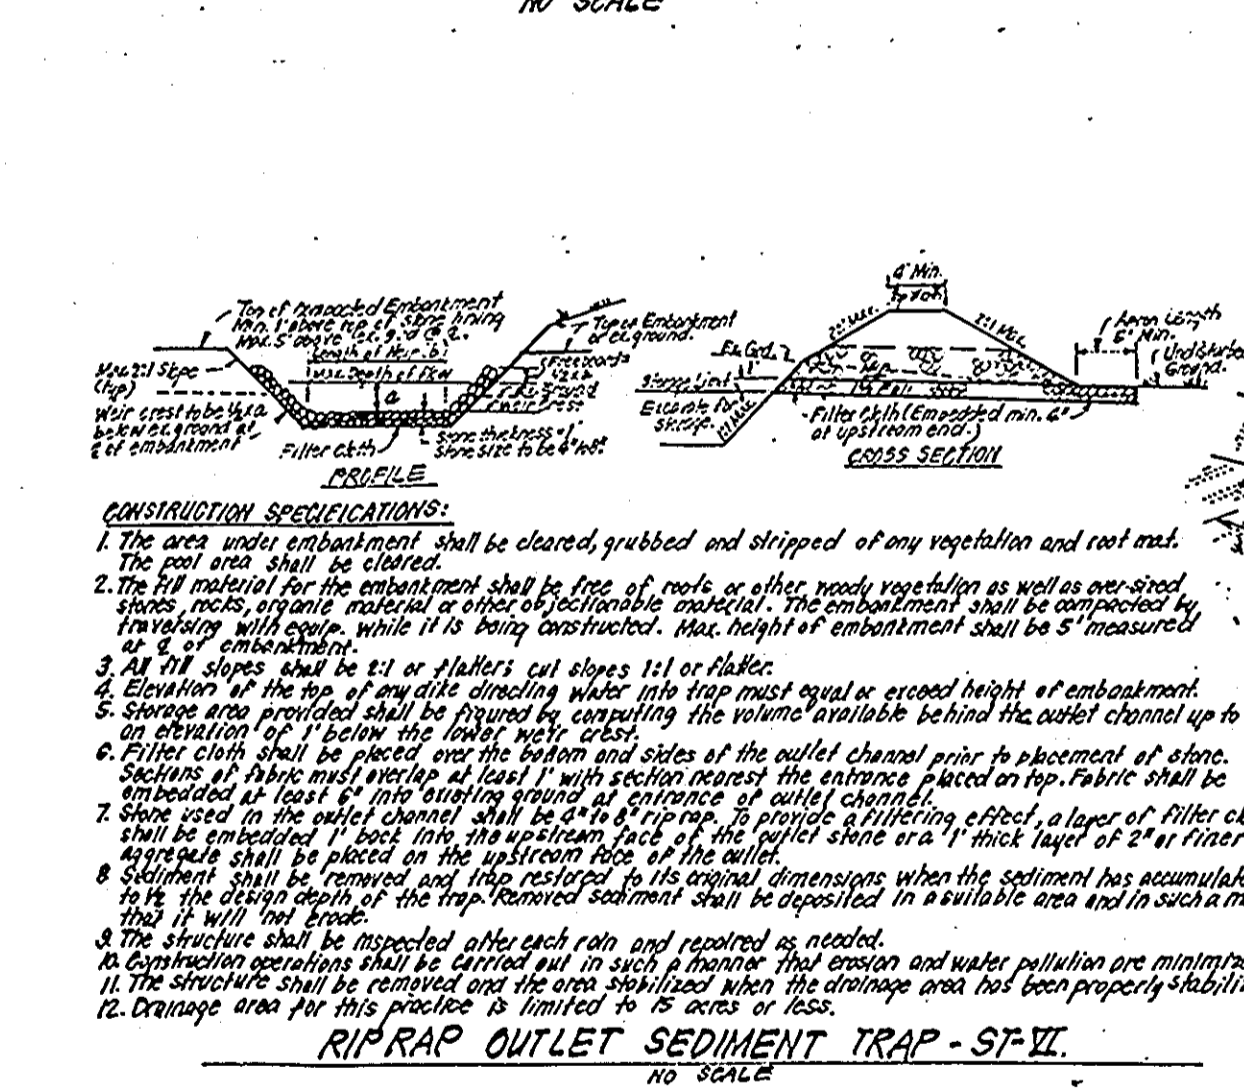 NO SCALE
Top of Compacted Embankment
Min. 1' above top of stone lining
Max. 5' above ex. grd @ ℄.
Length of Weir b.
Max 2:1 Slope
(typ)
Weir crest to be
below ex. ground at
℄ of embankment
Filter Cloth
Stone thickness of 1'
Stone size to be 4" to 8"
Top of Embankment
or ex. ground.
Freeboard
Ex. Ground
Weir Crest
a
PROFILE
4' Min.
2:1 Max.
2:1 Max.
Apron Length
Min.
Undisturbed
Ground.
Ex. Grd.
1'
Storage Limit
Excavate for
storage.
1:1 Max
Filter Cloth (Embedded min. 6"
at upstream end.)
CROSS SECTION
CONSTRUCTION SPECIFICATIONS:
1. The area under embankment shall be cleared, grubbed and stripped of any vegetation and root mat.
The pool area shall be cleared.
2. The fill material for the embankment shall be free of roots or other woody vegetation as well as over-sized
stones, rocks, organic material or other objectionable material. The embankment shall be compacted by
traversing with equip. while it is being constructed. Max. height of embankment shall be 5' measured
at ℄ of embankment.
3. All fill slopes shall be 2:1 or flatter; cut slopes 1:1 or flatter.
4. Elevation of the top of any dike directing water into trap must equal or exceed height of embankment.
5. Storage area provided shall be figured by computing the volume available behind the outlet channel up to
an elevation of 1' below the lower weir crest.
6. Filter cloth shall be placed over the bottom and sides of the outlet channel prior to placement of stone.
Sections of fabric must overlap at least 1' with section nearest the entrance placed on top. Fabric shall be
embedded at least 6" into existing ground at entrance of outlet channel.
7. Stone used in the outlet channel shall be 4" to 8" riprap. To provide a filtering effect, a layer of filter cl
shall be embedded 1' back into the upstream face of the outlet stone or a 1' thick layer of 2" or finer
aggregate shall be placed on the upstream face of the outlet.
8 Sediment shall be removed and trap restored to its original dimensions when the sediment has accumulat
to ½ the design depth of the trap. Removed sediment shall be deposited in a suitable area and in such a m
that it will not erode.
9. The structure shall be inspected after each rain and repaired as needed.
10. Construction operations shall be carried out in such a manner that erosion and water pollution are minimiz
11. The structure shall be removed and the area stabilized when the drainage area has been properly stabili
12. Drainage area for this practice is limited to 15 acres or less.
RIPRAP OUTLET SEDIMENT TRAP - ST-VI.
NO SCALE